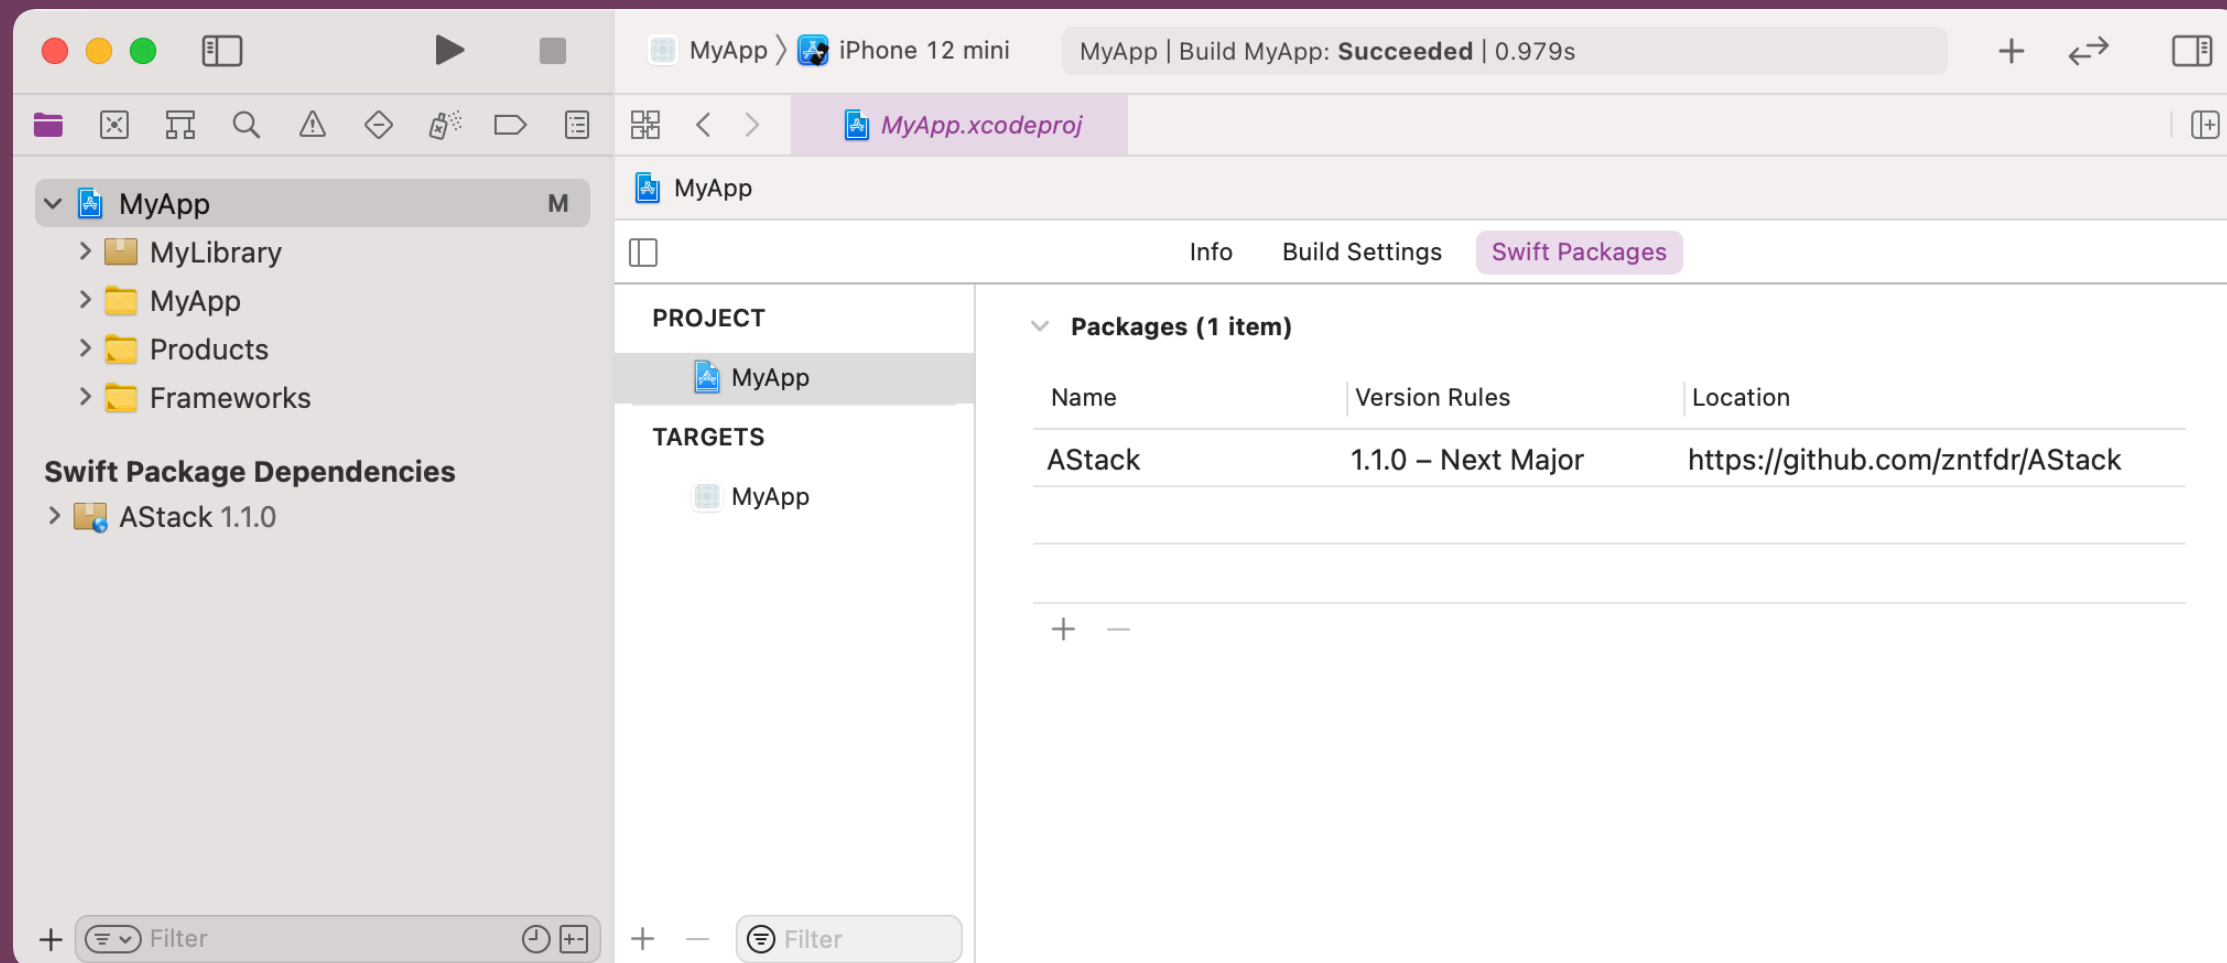 MyApp
iPhone 12 mini
MyApp | Build MyApp: Succeeded | 0.979s
MyApp.xcodeproj
MyApp M
MyLibrary
MyApp
Products
Frameworks
Swift Package Dependencies
AStack 1.1.0
Filter
MyApp
Info Build Settings Swift Packages
PROJECT
MyApp
TARGETS
MyApp
Filter
Packages (1 item)
Name Version Rules Location
AStack 1.1.0 – Next Major https://github.com/zntfdr/AStack